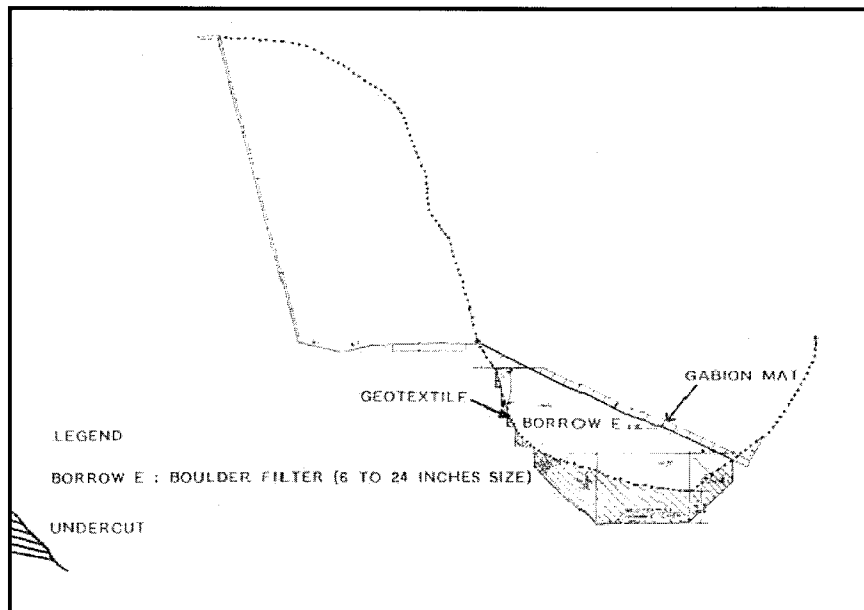 GABION MAT
GEOTEXTILE
BORROW E
LEGEND
BORROW E : BOULDER FILTER (6 TO 24 INCHES SIZE)
UNDERCUT